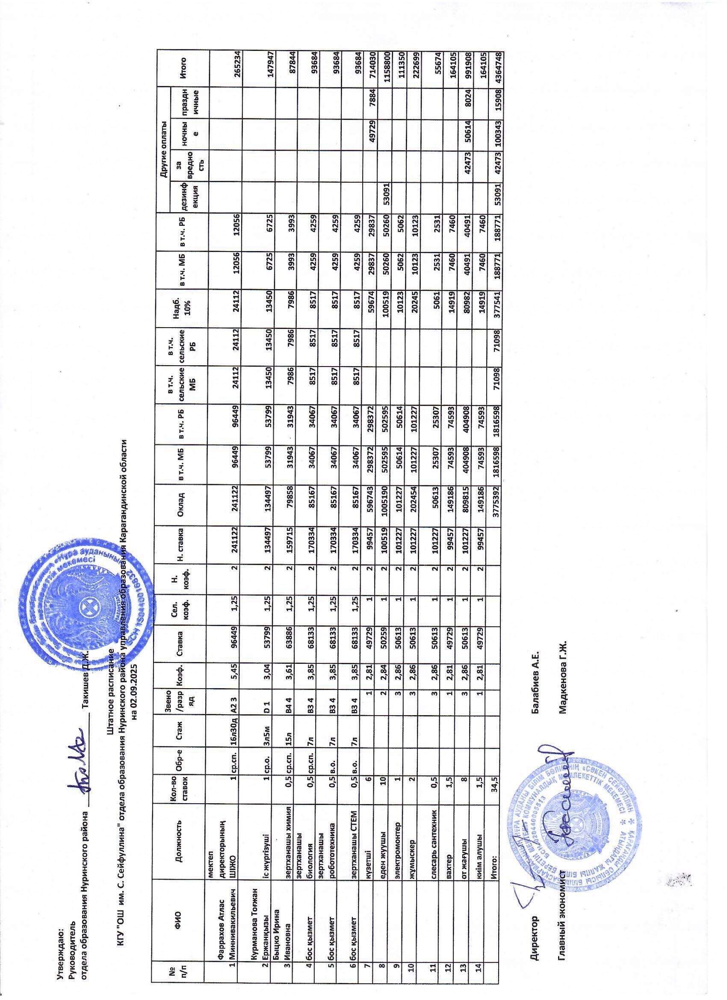 Утверждаю:
Руководитель
отдела образования Нуринского района Такишев Д.Ж.
«Нұра ауданының
мемлекеттік мекемесі
БСН 150440016832
Штатное расписание
КГУ "ОШ им. С. Сейфуллина" отдела образования Нуринского района управления образования Карагандинской области
на 02.09.2025
№ п/п ФИО Должность Кол-во ставок Обр-е Стаж Звено/разряд Коэф. Ставка Сел. коэф. Н. коэф. Н. ставка Оклад в т.ч. МБ в т.ч. РБ в т.ч. сельские МБ в т.ч. сельские РБ Надб. 10% в т.ч. МБ в т.ч. РБ Другие оплаты Итого
дезинфекция за вредность ночные праздничные
1 Фаррахов Атлас Миннивакильевич мектеп директорының ШІЖО 1 ср.сп. 16л30д А2 3 5,45 96449 1,25 2 241122 241122 96449 96449 24112 24112 24112 12056 12056 265234
2 Курманова Тоғжан Ержанқызы іс жүргізуші 1 ср.о. 3л5м D 1 3,04 53799 1,25 2 134497 134497 53799 53799 13450 13450 13450 6725 6725 147947
3 Быцко Ирина Ивановна зертханашы химия 0,5 ср.сп. 15л В4 4 3,61 63886 1,25 2 159715 79858 31943 31943 7986 7986 7986 3993 3993 87844
4 бос қызмет зертханашы биология 0,5 ср.сп. 7л В3 4 3,85 68133 1,25 2 170334 85167 34067 34067 8517 8517 8517 4259 4259 93684
5 бос қызмет зертханашы робототехника 0,5 в.о. 7л В3 4 3,85 68133 1,25 2 170334 85167 34067 34067 8517 8517 8517 4259 4259 93684
6 бос қызмет зертханашы СТЕМ 0,5 в.о. 7л В3 4 3,85 68133 1,25 2 170334 85167 34067 34067 8517 8517 8517 4259 4259 93684
7 күзетші 6 1 2,81 49729 1 2 99457 596743 298372 298372 59674 29837 29837 49729 7884 714030
8 еден жуушы 10 2 2,84 50259 1 2 100519 1005190 502595 502595 100519 50260 50260 53091 1158800
9 электромонтер 1 3 2,86 50613 1 2 101227 101227 50614 50614 10123 5062 5062 111350
10 жұмыскер 2 3 2,86 50613 1 2 101227 202454 101227 101227 20245 10123 10123 222699
11 слесарь сантехник 0,5 3 2,86 50613 1 2 101227 50613 25307 25307 5061 2531 2531 55674
12 вахтер 1,5 1 2,81 49729 1 2 99457 149186 74593 74593 14919 7460 7460 164105
13 от жағушы 8 3 2,86 50613 1 2 101227 809815 404908 404908 80982 40491 40491 42473 50614 8024 991908
14 киім алушы 1,5 1 2,81 49729 1 2 99457 149186 74593 74593 14919 7460 7460 164105
Итого: 34,5 3775392 1816598 1816598 71098 71098 377541 188771 188771 53091 42473 100343 15908 4364748
Директор Балабиев А.Е.
Главный экономист Мадкенова Г.Ж.